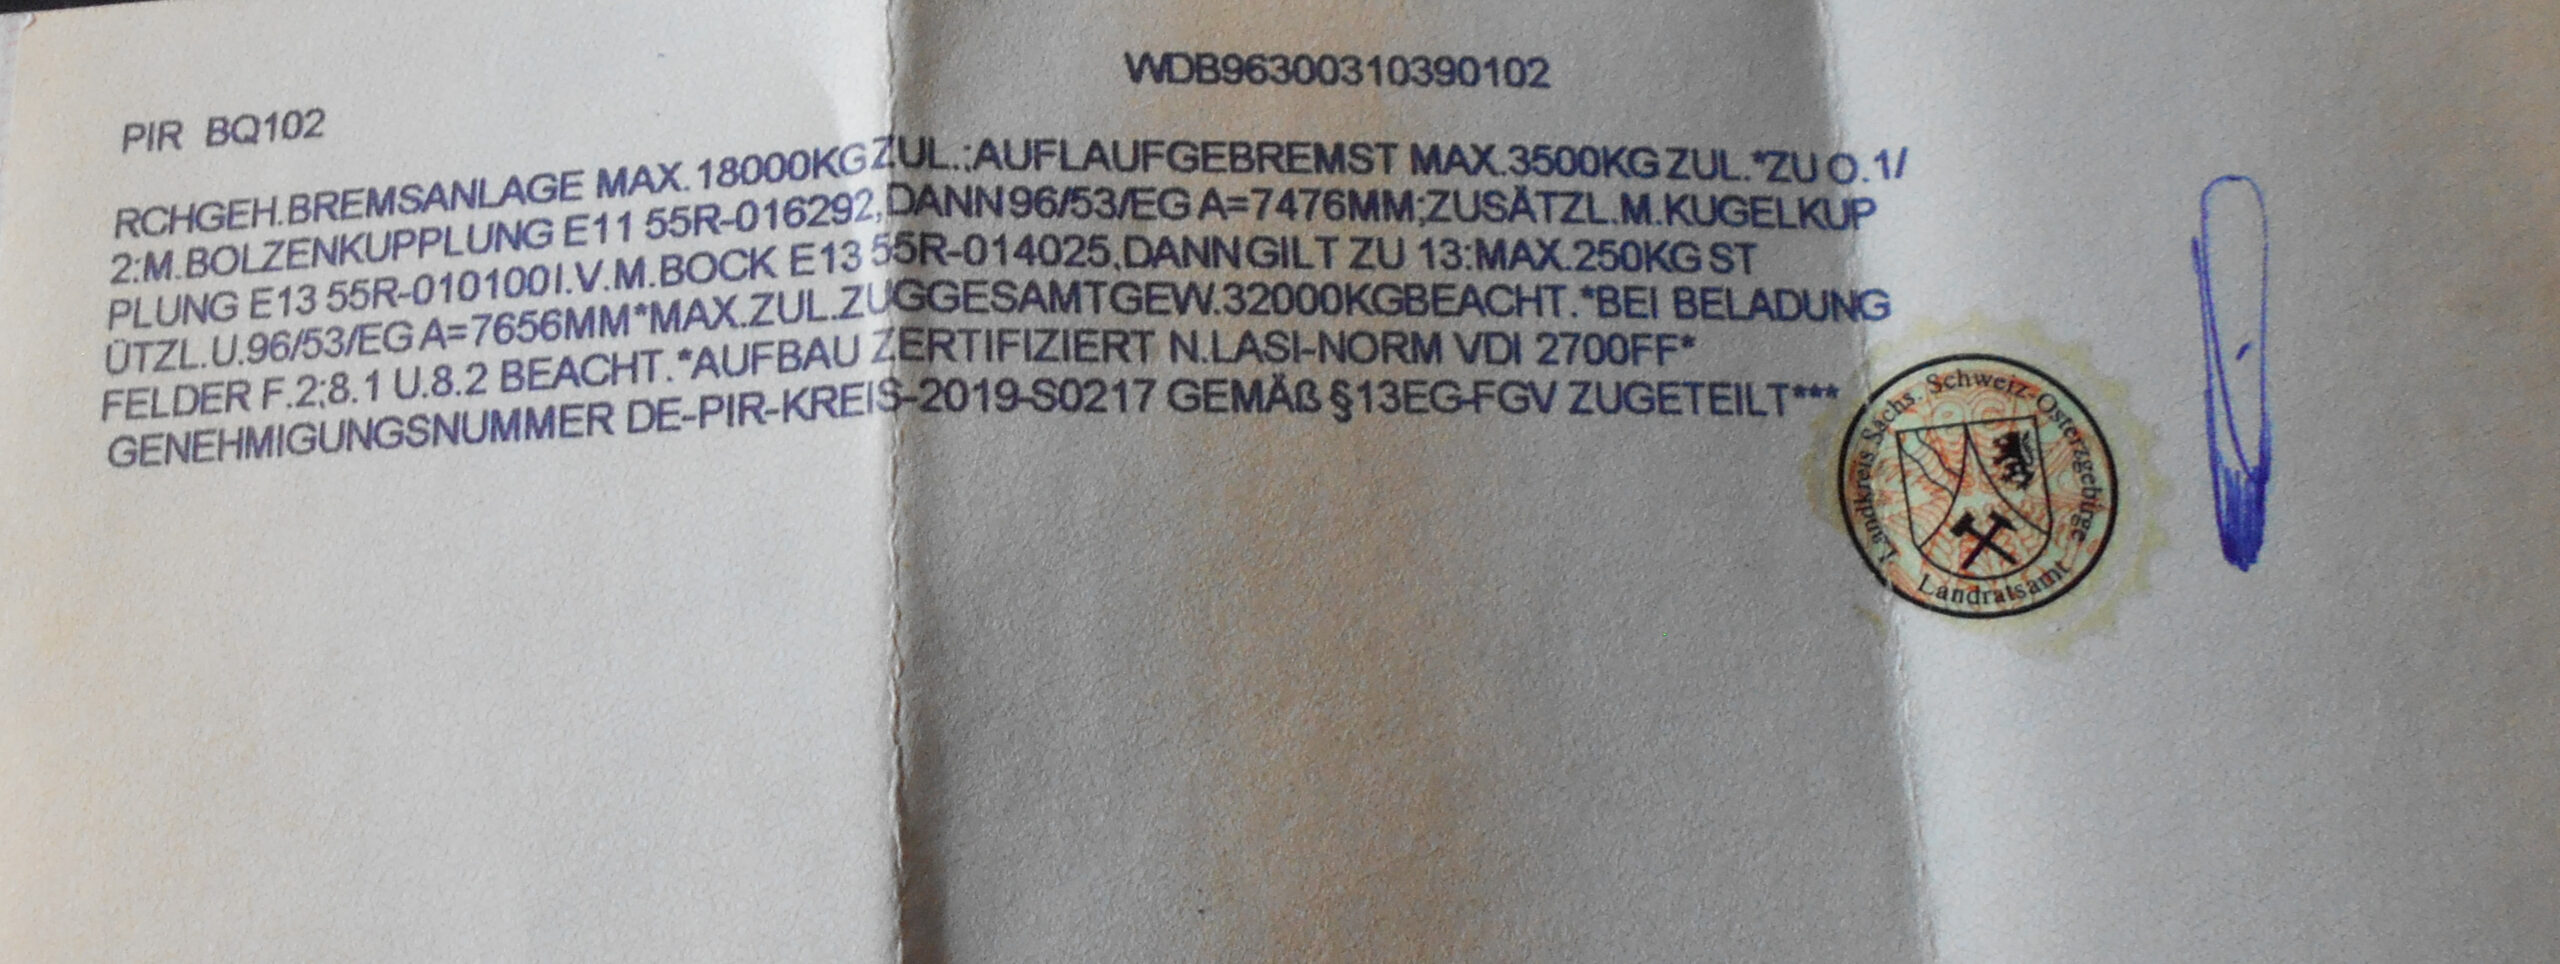 WDB96300310390102
PIR BQ102
RCHGEH.BREMSANLAGE MAX.18000KG ZUL.;AUFLAUFGEBREMST MAX.3500KG ZUL.*ZU O.1/
2:M.BOLZENKUPPLUNG E11 55R-016292,DANN 96/53/EG A=7476MM;ZUSÄTZL.M.KUGELKUP
PLUNG E13 55R-010100 I.V.M.BOCK E13 55R-014025,DANN GILT ZU 13:MAX.250KG ST
ÜTZL.U.96/53/EG A=7656MM*MAX.ZUL.ZUGGESAMTGEW.32000KG BEACHT.*BEI BELADUNG
FELDER F.2;8.1 U.8.2 BEACHT.*AUFBAU ZERTIFIZIERT N.LASI-NORM VDI 2700FF*
GENEHMIGUNGSNUMMER DE-PIR-KREIS-2019-S0217 GEMÄß §13EG-FGV ZUGETEILT***
Landkreis Sächs. Schweiz-Osterzgebirge
Landratsamt